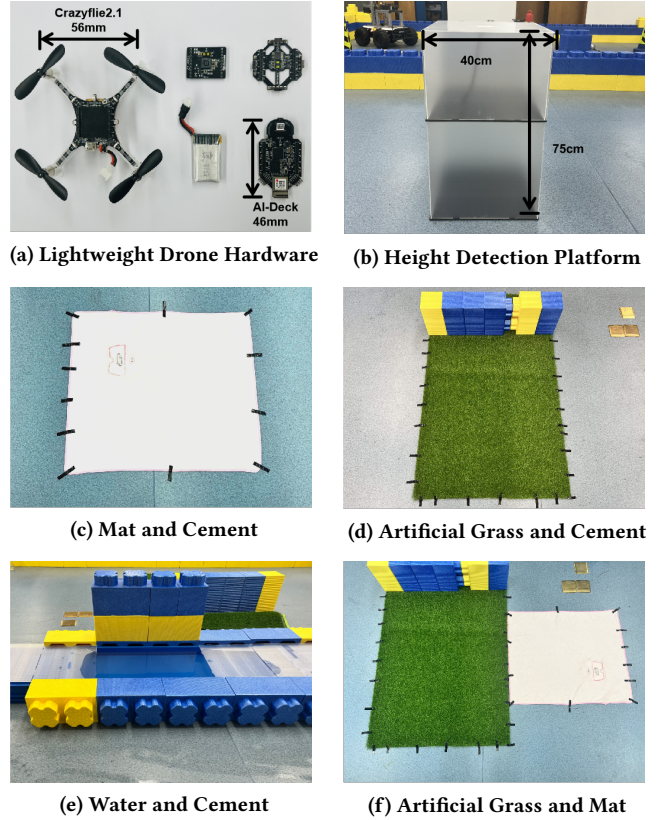 Crazyflie2.1
56mm
AI-Deck
46mm
(a) Lightweight Drone Hardware
40cm
75cm
(b) Height Detection Platform
(c) Mat and Cement
(d) Artificial Grass and Cement
(e) Water and Cement
(f) Artificial Grass and Mat